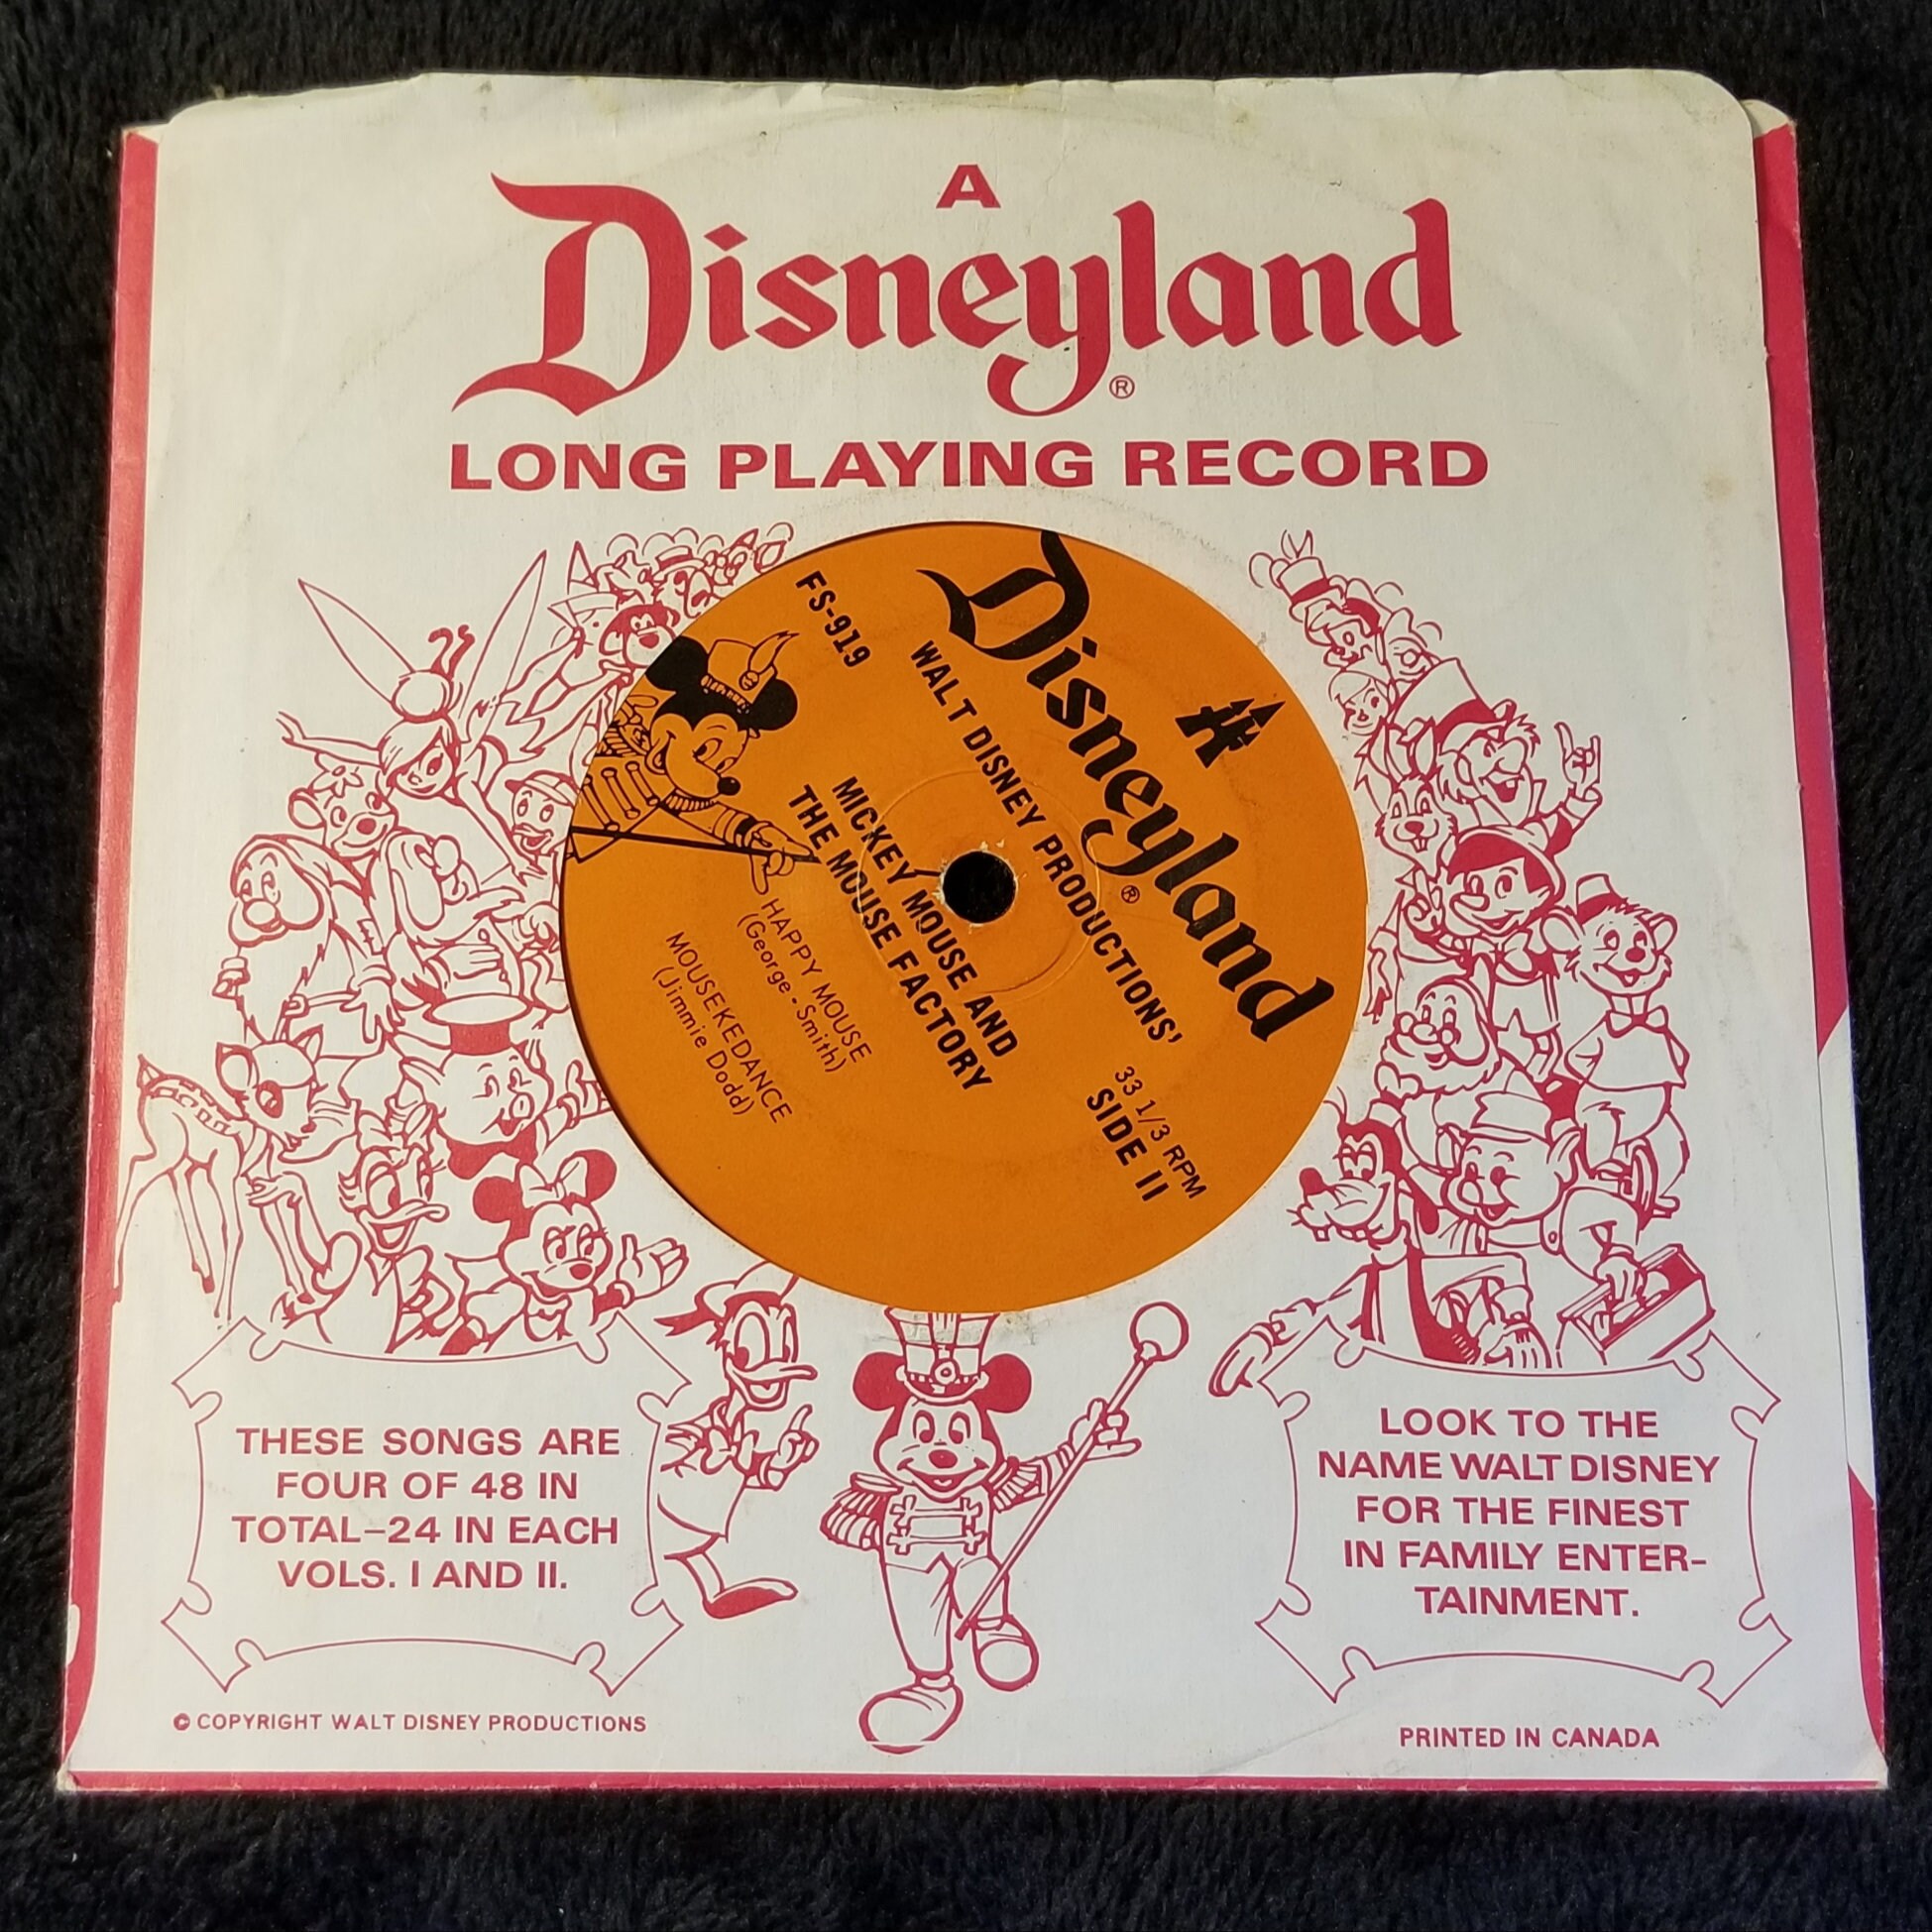 A
Disneyland®
LONG PLAYING RECORD
Disneyland®
FS-919
WALT DISNEY PRODUCTIONS'
MICKEY MOUSE AND
THE MOUSE FACTORY
33 1/3 RPM
SIDE II
HAPPY MOUSE
(George - Smith)
MOUSEKEDANCE
(Jimmie Dodd)
THESE SONGS ARE
FOUR OF 48 IN
TOTAL–24 IN EACH
VOLS. I AND II.
LOOK TO THE
NAME WALT DISNEY
FOR THE FINEST
IN FAMILY ENTER-
TAINMENT.
© COPYRIGHT WALT DISNEY PRODUCTIONS
PRINTED IN CANADA